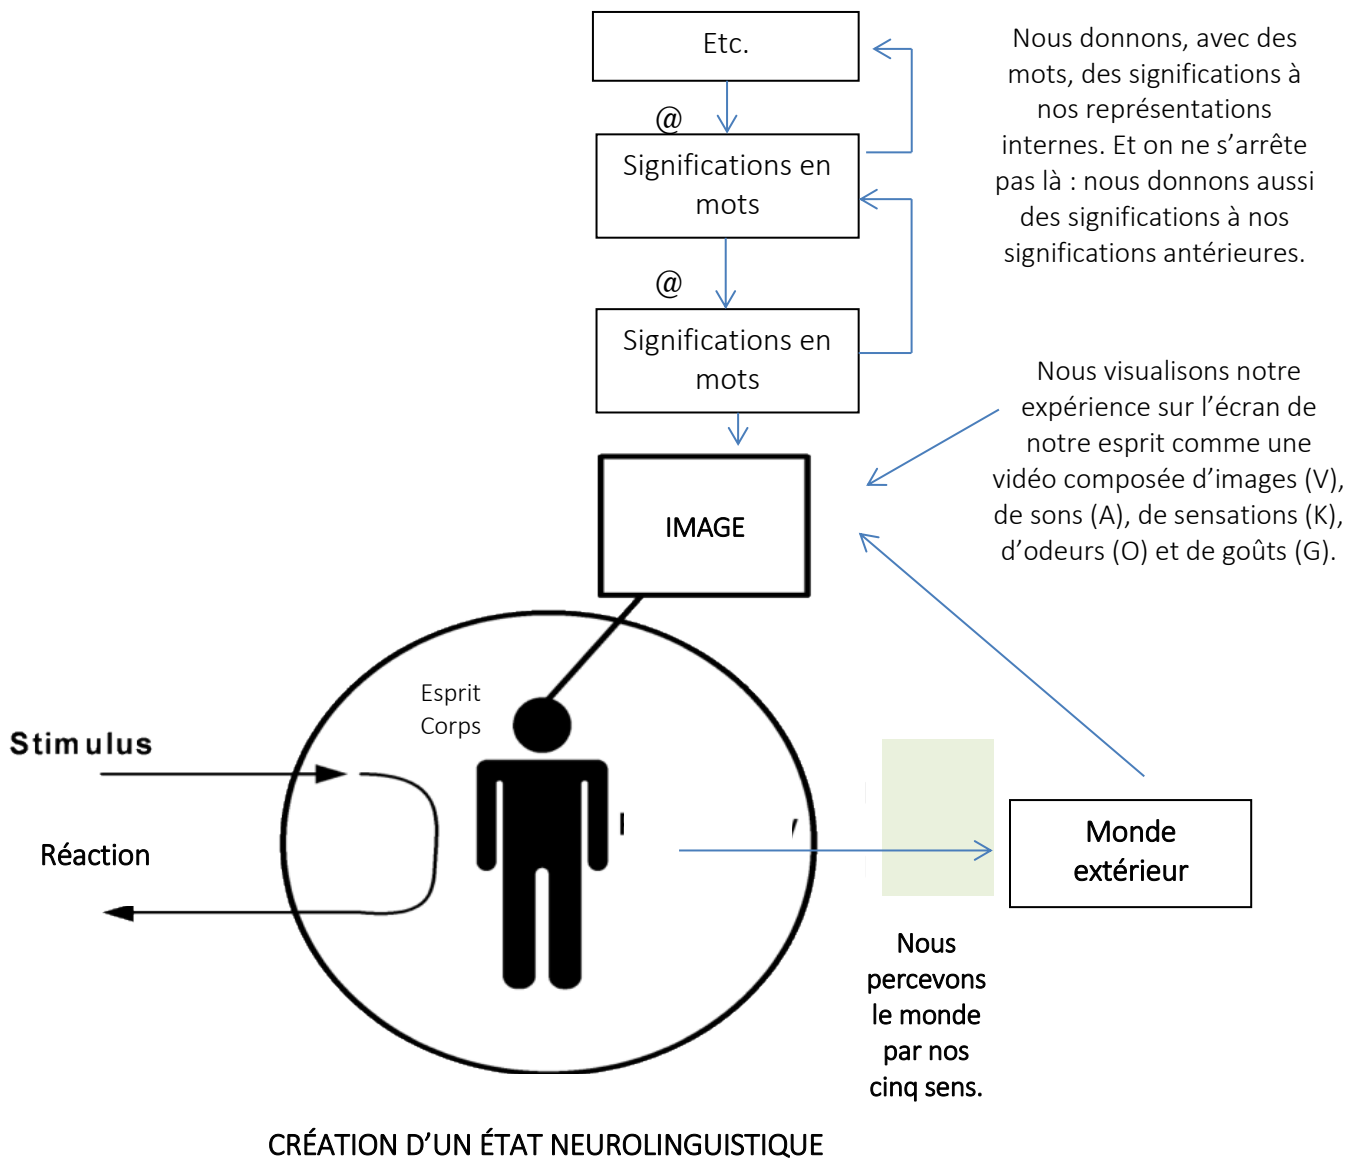 Etc.
@
Significations en
mots
@
Significations en
mots
Nous donnons, avec des
mots, des significations à
nos représentations
internes. Et on ne s’arrête
pas là : nous donnons aussi
des significations à nos
significations antérieures.
Nous visualisons notre
expérience sur l’écran de
notre esprit comme une
vidéo composée d’images (V),
de sons (A), de sensations (K),
d’odeurs (O) et de goûts (G).
IMAGE
Esprit
Corps
Stimulus
Réaction
Monde
extérieur
Nous
percevons
le monde
par nos
cinq sens.
CRÉATION D’UN ÉTAT NEUROLINGUISTIQUE